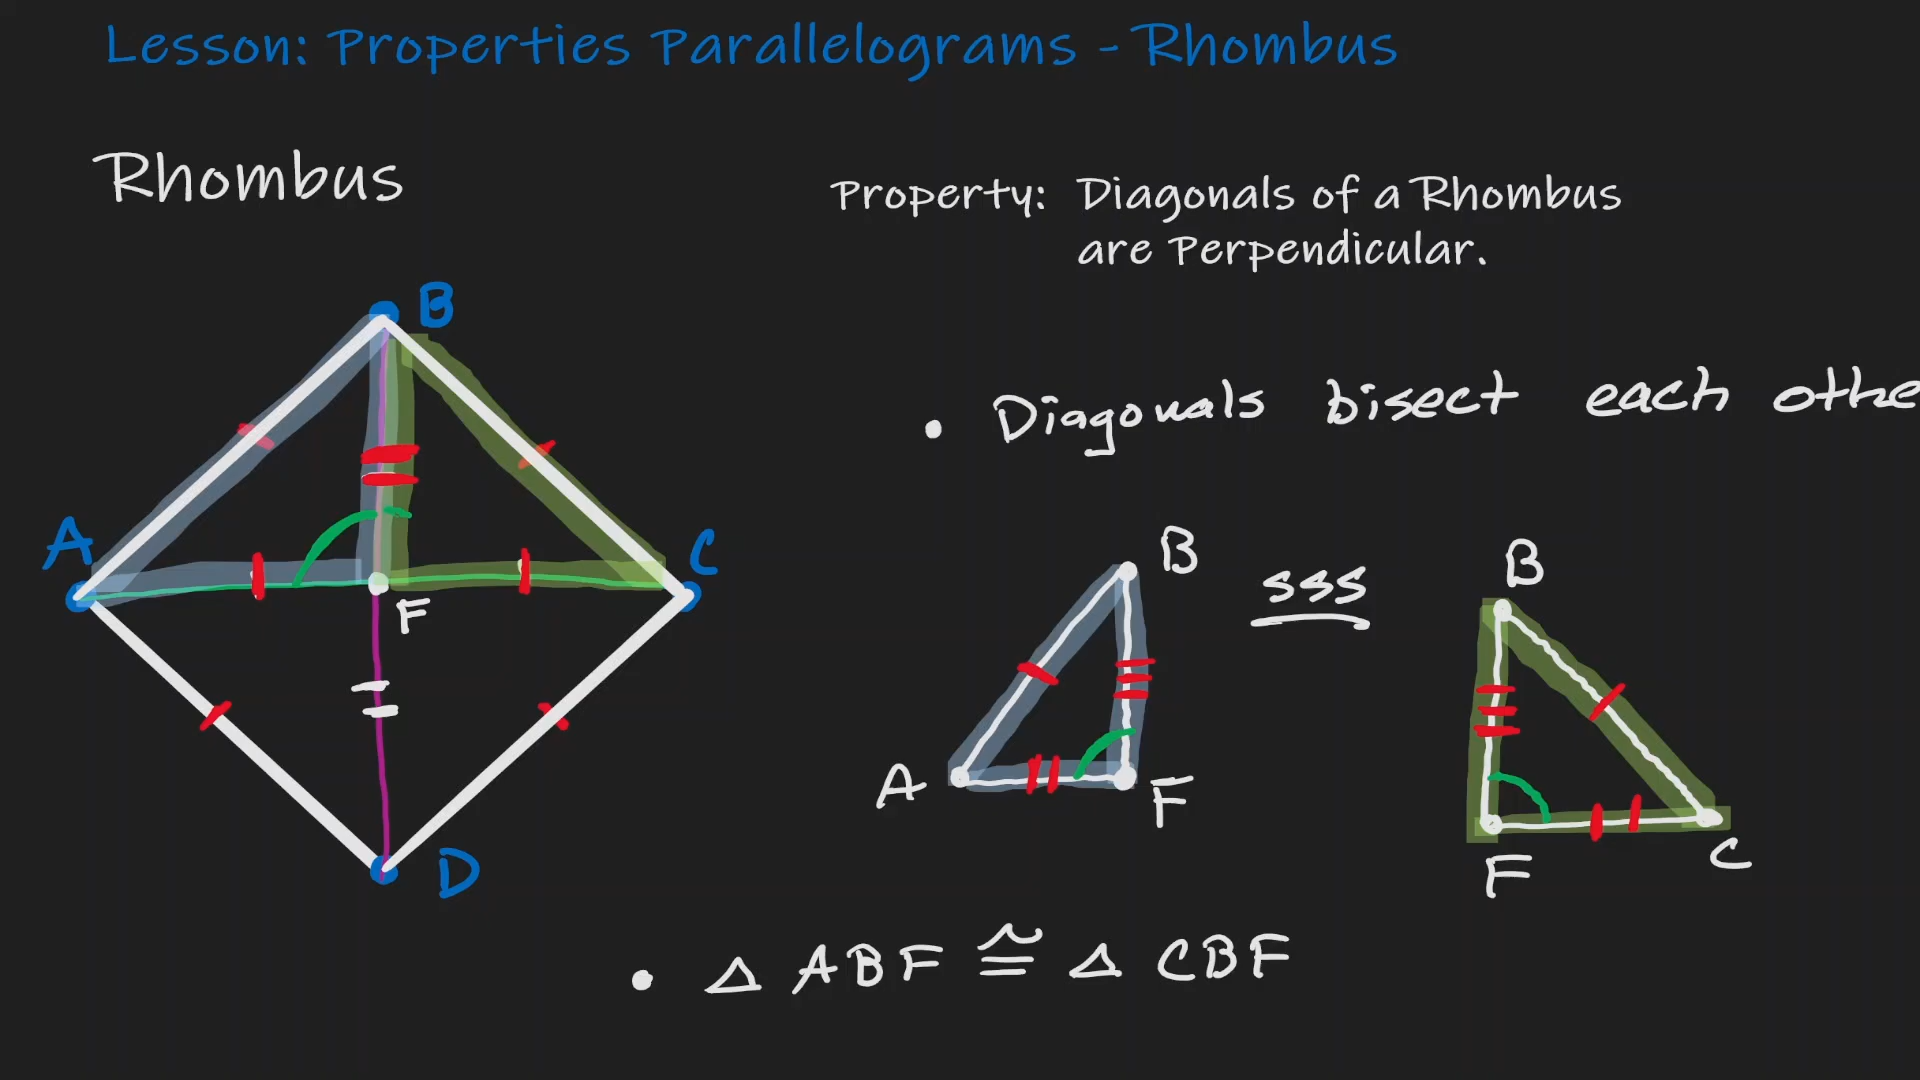 Lesson: Properties Parallelograms - Rhombus
Rhombus
Property: Diagonals of a Rhombus
are Perpendicular.
• Diagonals bisect each othe
B
A
C
F
D
B
A
F
SSS
B
F
C
• △ ABF ≅ △ CBF